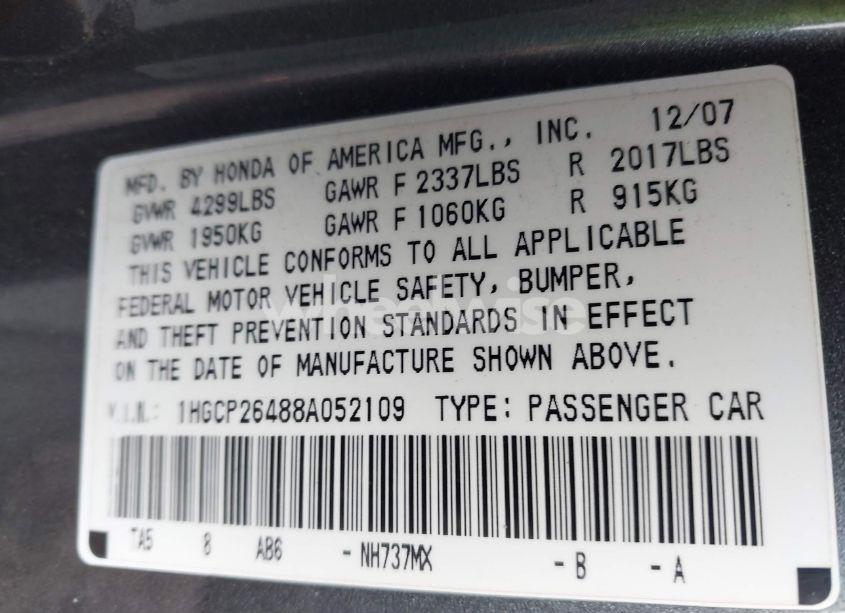 MFD. BY HONDA OF AMERICA MFG., INC. 12/07
GVWR 4299LBS GAWR F 2337LBS R 2017LBS
GVWR 1950KG GAWR F 1060KG R 915KG
THIS VEHICLE CONFORMS TO ALL APPLICABLE
FEDERAL MOTOR VEHICLE SAFETY, BUMPER,
AND THEFT PREVENTION STANDARDS IN EFFECT
ON THE DATE OF MANUFACTURE SHOWN ABOVE.
V.I.N.: 1HGCP26488A052109 TYPE: PASSENGER CAR
TA5 8 AB6 - NH737MX - B - A
wheelwise